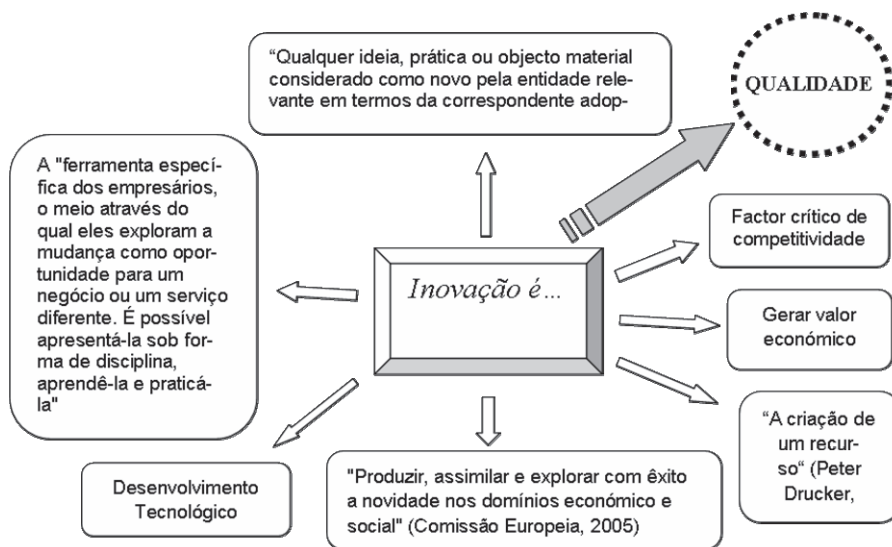 “Qualquer ideia, prática ou objecto material
considerado como novo pela entidade rele-
vante em termos da correspondente adop-
QUALIDADE
A "ferramenta especí-
fica dos empresários,
o meio através do
qual eles exploram a
mudança como opor-
tunidade para um
negócio ou um serviço
diferente. É possível
apresentá-la sob for-
ma de disciplina,
aprendê-la e praticá-
la"
Inovação é...
Factor crítico de
competitividade
Gerar valor
económico
“A criação de
um recur-
so“ (Peter
Drucker,
Desenvolvimento
Tecnológico
"Produzir, assimilar e explorar com êxito
a novidade nos domínios económico e
social" (Comissão Europeia, 2005)